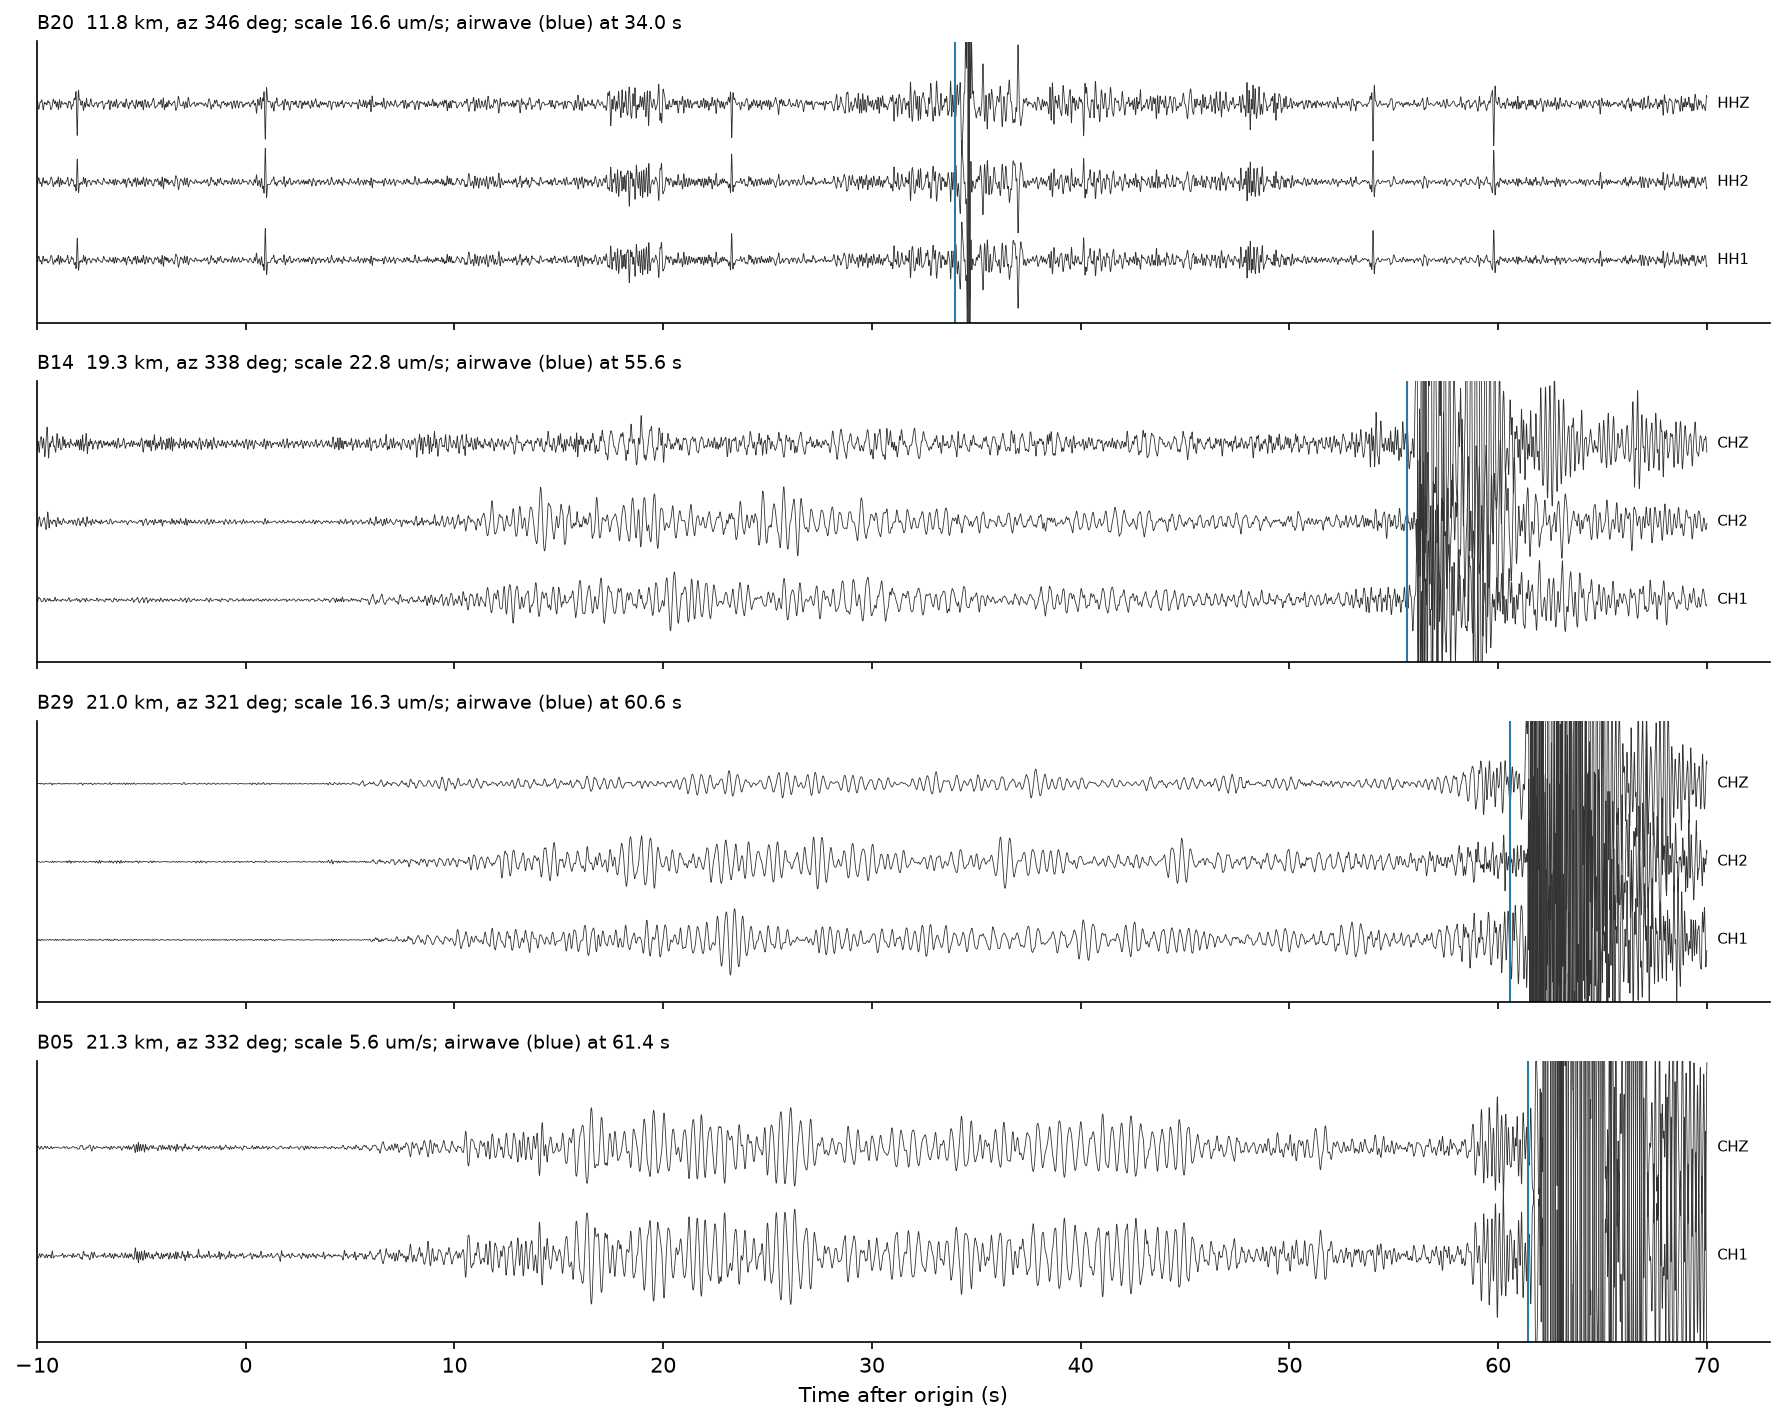 B20 11.8 km, az 346 deg; scale 16.6 um/s; airwave (blue) at 34.0 s
HHZ
HH2
HH1
B14 19.3 km, az 338 deg; scale 22.8 um/s; airwave (blue) at 55.6 s
CHZ
CH2
CH1
B29 21.0 km, az 321 deg; scale 16.3 um/s; airwave (blue) at 60.6 s
CHZ
CH2
CH1
B05 21.3 km, az 332 deg; scale 5.6 um/s; airwave (blue) at 61.4 s
CHZ
CH1
−10 0 10 20 30 40 50 60 70
Time after origin (s)